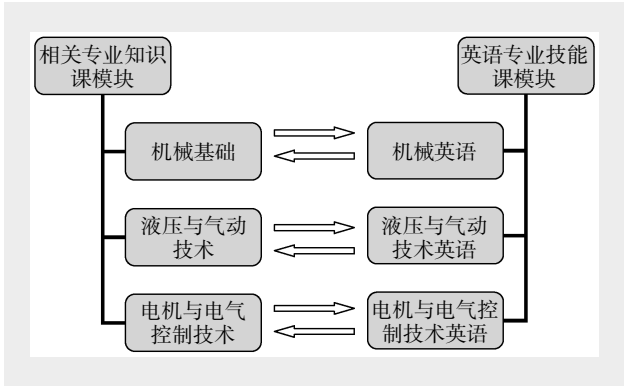 相关专业知识
课模块
英语专业技能
课模块
机械基础
机械英语
液压与气动
技术
液压与气动
技术英语
电机与电气
控制技术
电机与电气控
制技术英语